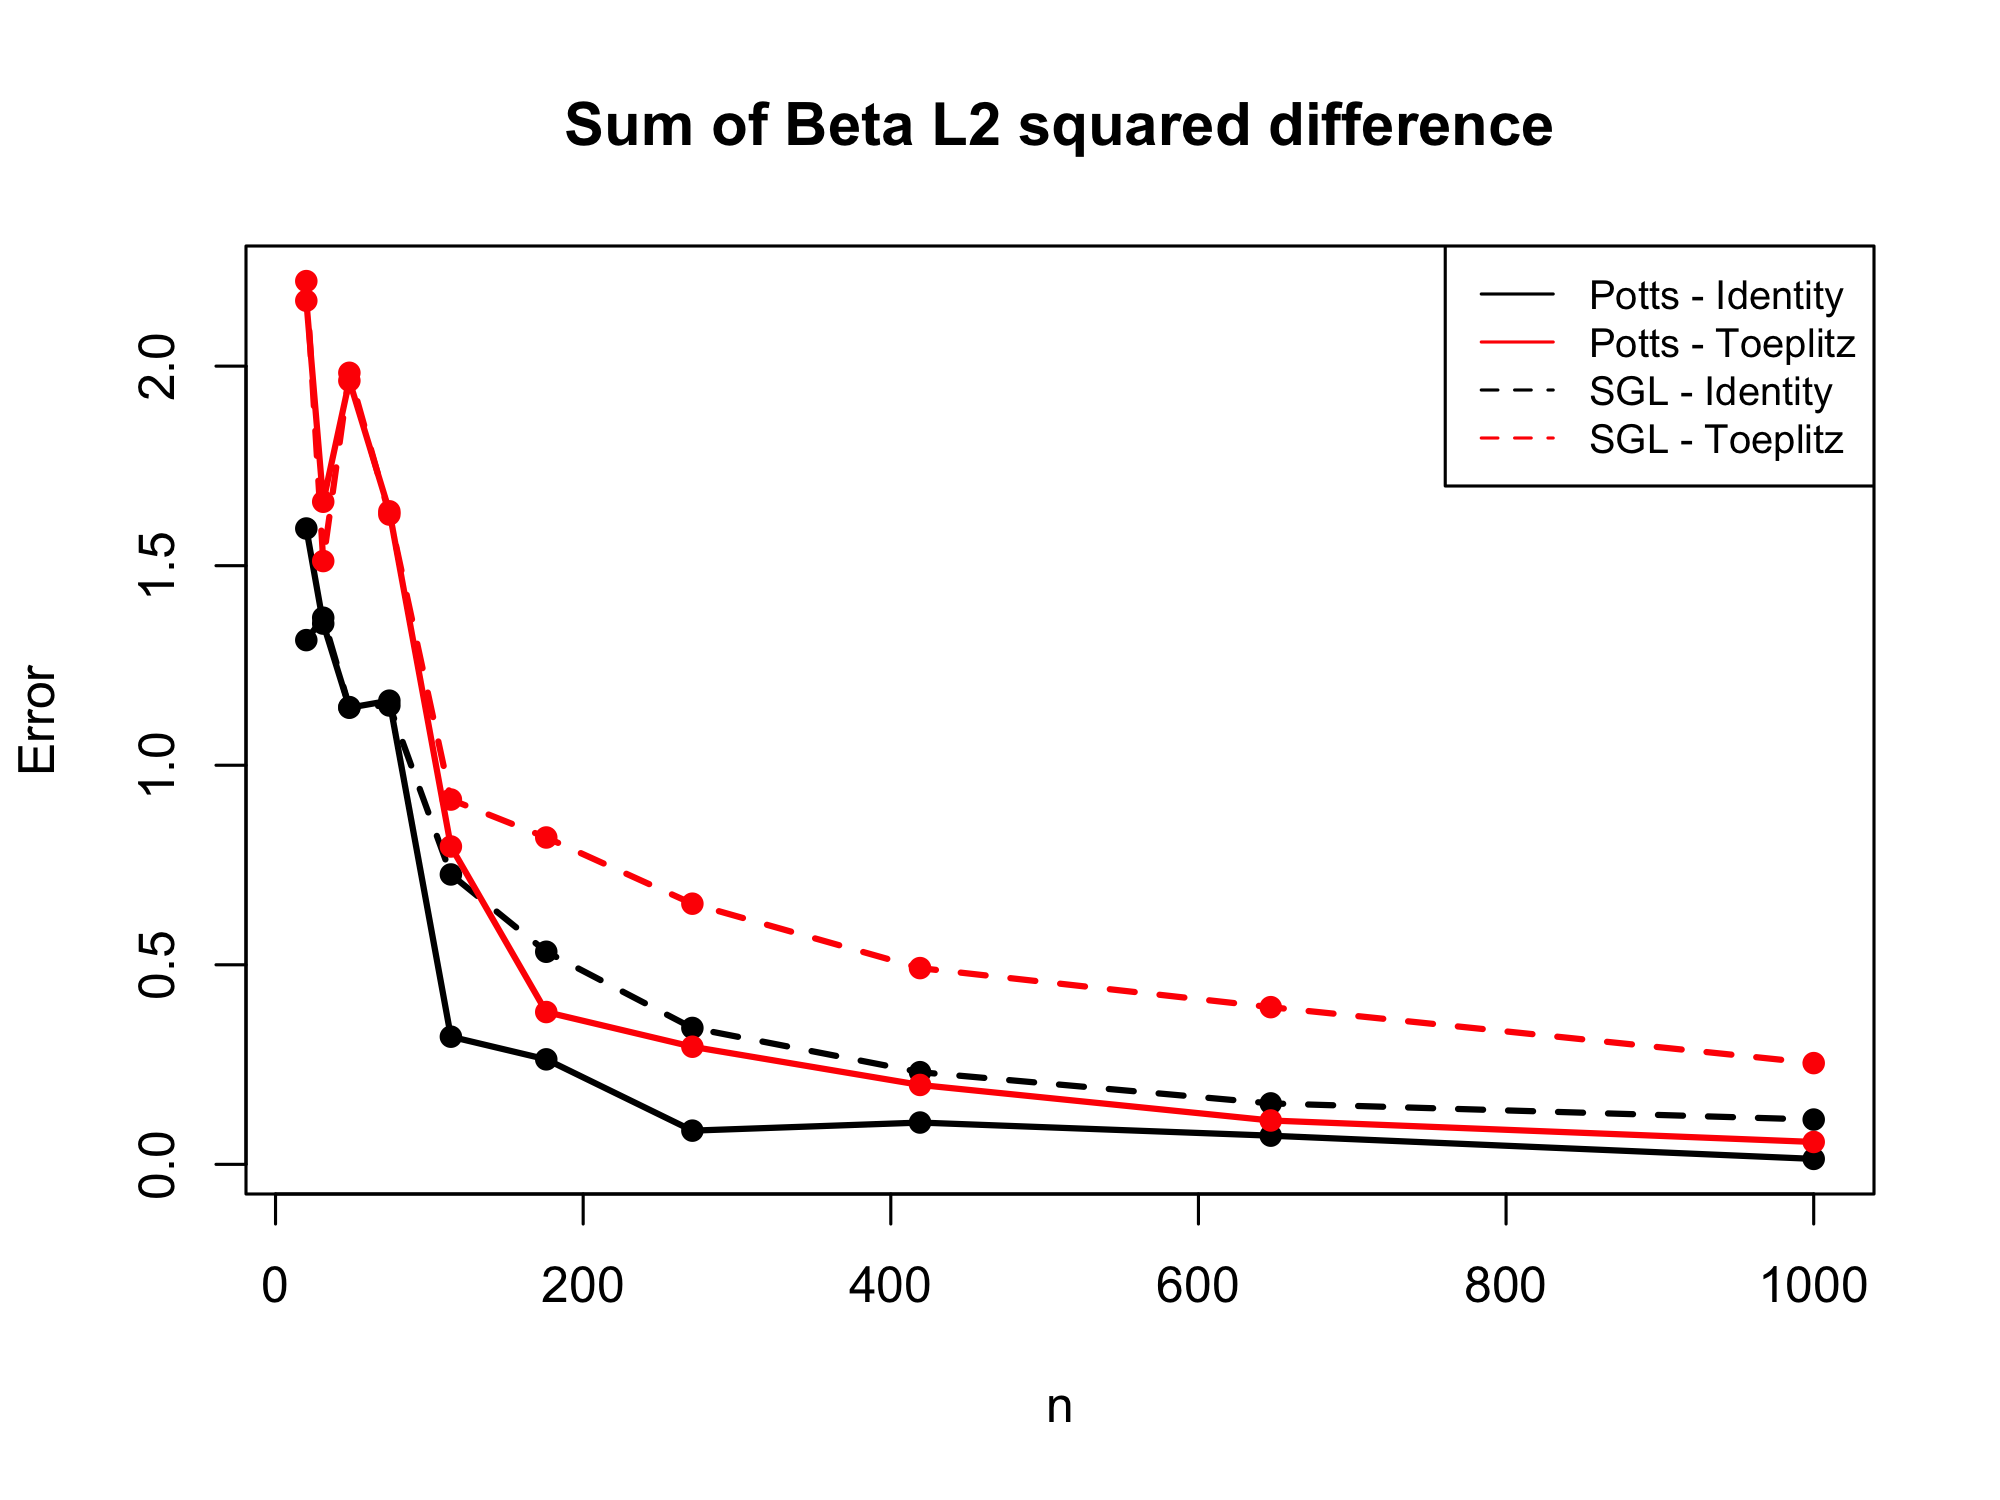 Sum of Beta L2 squared difference
Potts - Identity
Potts - Toeplitz
SGL - Identity
SGL - Toeplitz
Error
2.0
1.5
1.0
0.5
0.0
0 200 400 600 800 1000
n